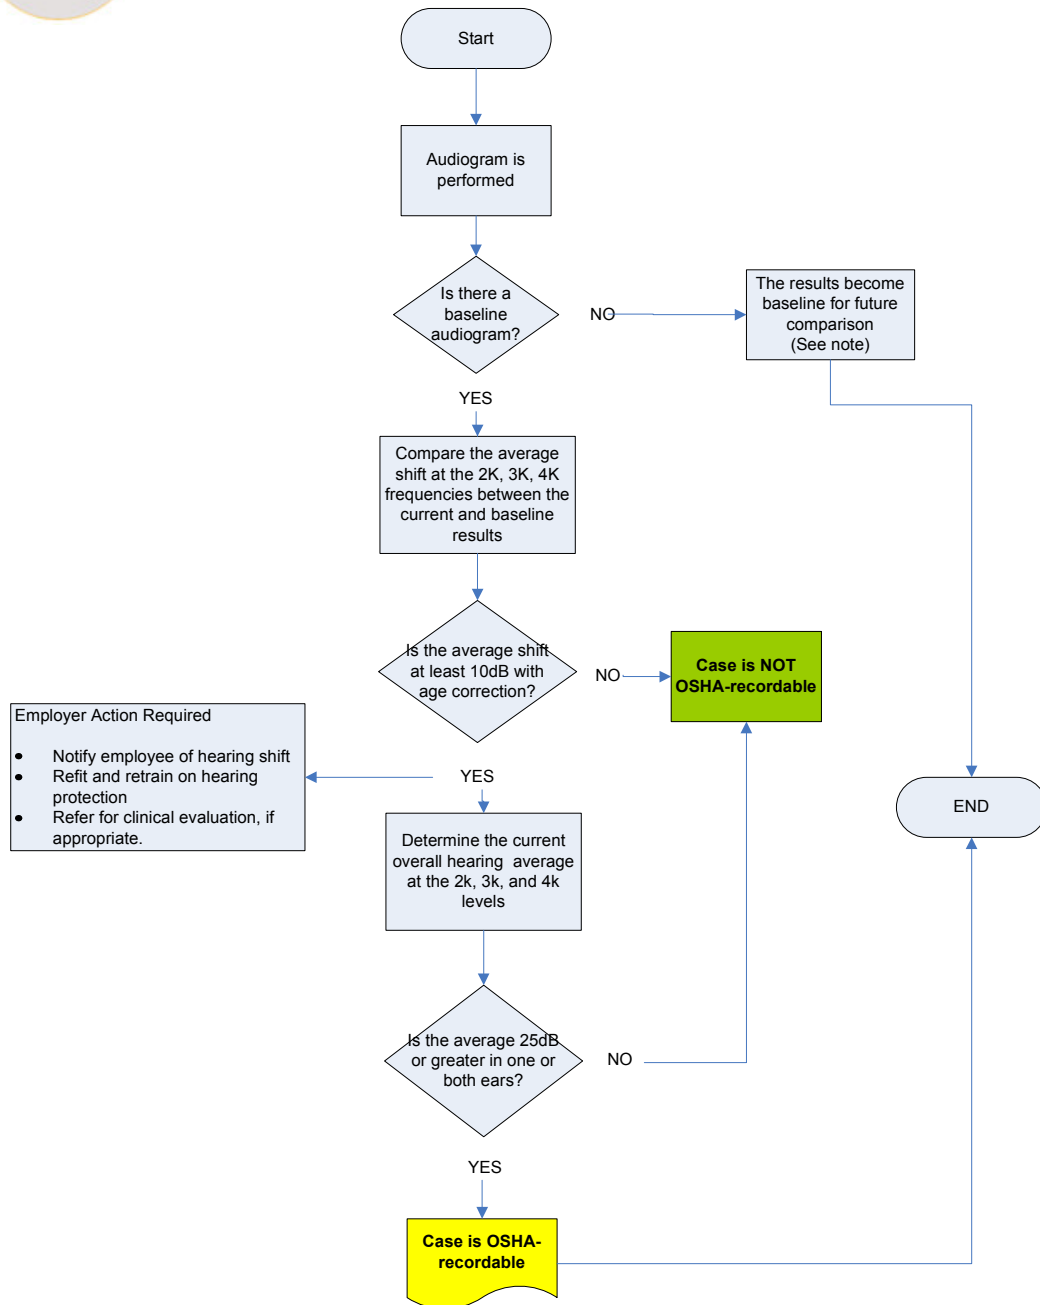 Start
Audiogram is
performed
Is there a
baseline
audiogram?
NO
The results become
baseline for future
comparison
(See note)
YES
Compare the average
shift at the 2K, 3K, 4K
frequencies between the
current and baseline
results
Is the average shift
at least 10dB with
age correction?
NO
Case is NOT
OSHA-recordable
Employer Action Required
• Notify employee of hearing shift
• Refit and retrain on hearing
protection
• Refer for clinical evaluation, if
appropriate.
YES
END
Determine the current
overall hearing average
at the 2k, 3k, and 4k
levels
Is the average 25dB
or greater in one or
both ears?
NO
YES
Case is OSHA-
recordable